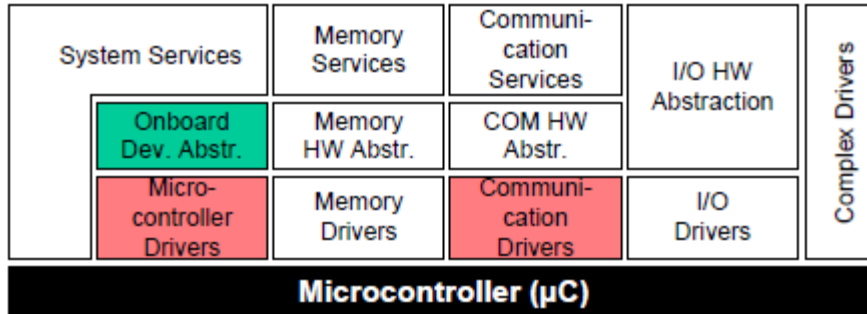 System Services
Memory
Services
Communi-
cation
Services
I/O HW
Abstraction
Complex Drivers
Onboard
Dev. Abstr.
Memory
HW Abstr.
COM HW
Abstr.
Micro-
controller
Drivers
Memory
Drivers
Communi-
cation
Drivers
I/O
Drivers
Microcontroller (µC)